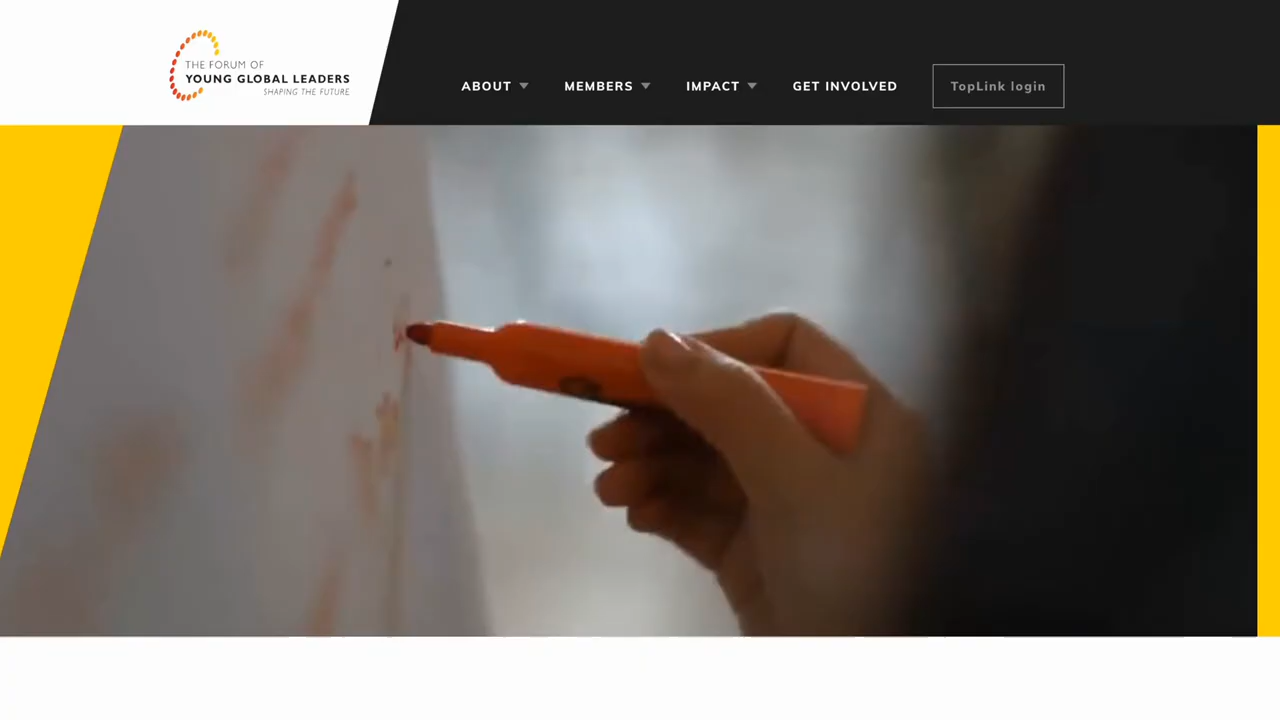 THE FORUM OF
YOUNG GLOBAL LEADERS
SHAPING THE FUTURE
ABOUT
MEMBERS
IMPACT
GET INVOLVED
TopLink login